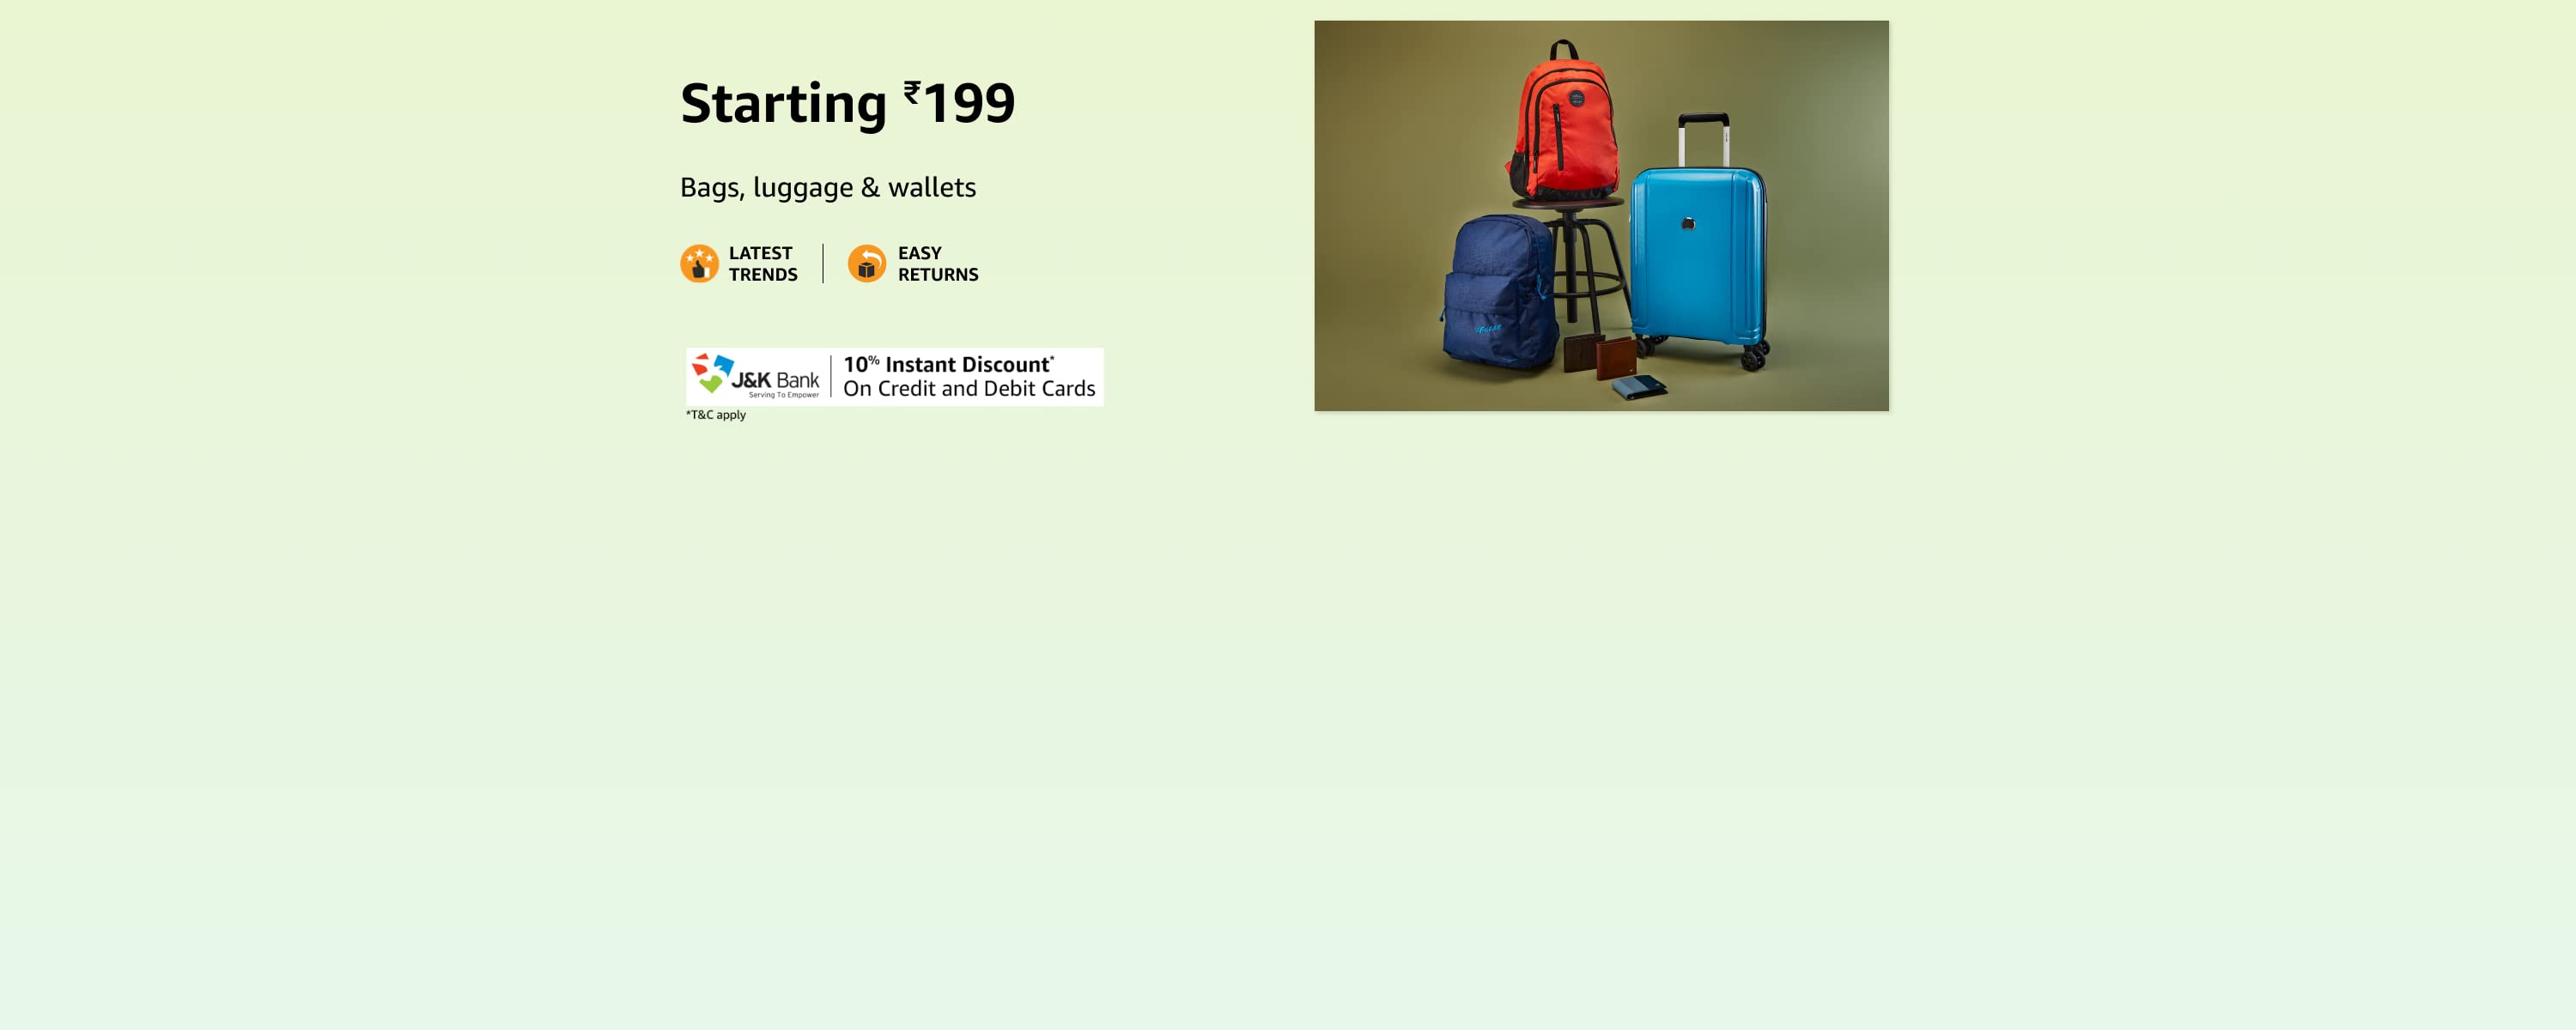 Starting ₹199
Bags, luggage & wallets
LATEST
TRENDS
EASY
RETURNS
J&K Bank
Serving To Empower
10% Instant Discount*
On Credit and Debit Cards
*T&C apply